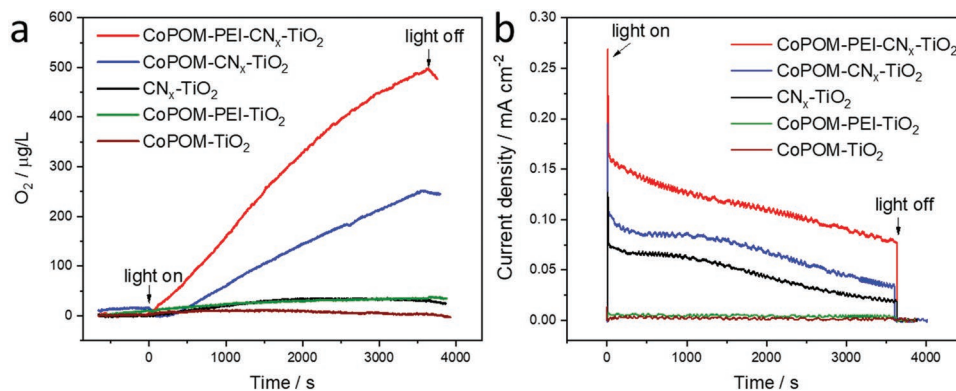 a
CoPOM-PEI-CNₓ-TiO₂
CoPOM-CNₓ-TiO₂
CNₓ-TiO₂
CoPOM-PEI-TiO₂
CoPOM-TiO₂
light off
light on
O₂ / µg/L
600
500
400
300
200
100
0
0
1000
2000
3000
4000
Time / s
b
light on
CoPOM-PEI-CNₓ-TiO₂
CoPOM-CNₓ-TiO₂
CNₓ-TiO₂
CoPOM-PEI-TiO₂
CoPOM-TiO₂
light off
Current density / mA cm⁻²
0.30
0.25
0.20
0.15
0.10
0.05
0.00
0
1000
2000
3000
4000
Time / s